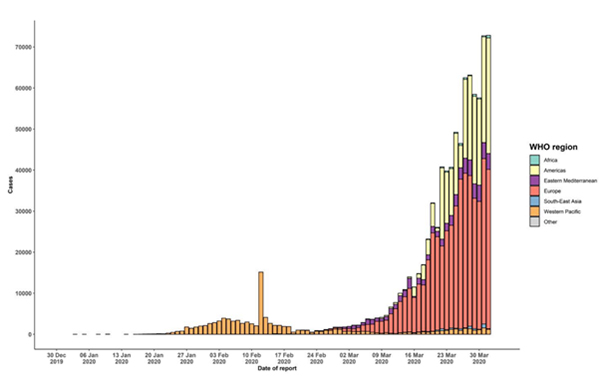 70000
60000
50000
40000
30000
20000
10000
0
Cases
30 Dec 06 Jan 13 Jan 20 Jan 27 Jan 03 Feb 10 Feb 17 Feb 24 Feb 02 Mar 09 Mar 16 Mar 23 Mar 30 Mar
2019 2020 2020 2020 2020 2020 2020 2020 2020 2020 2020 2020 2020 2020
Date of report
WHO region
Africa
Americas
Eastern Mediterranean
Europe
South-East Asia
Western Pacific
Other